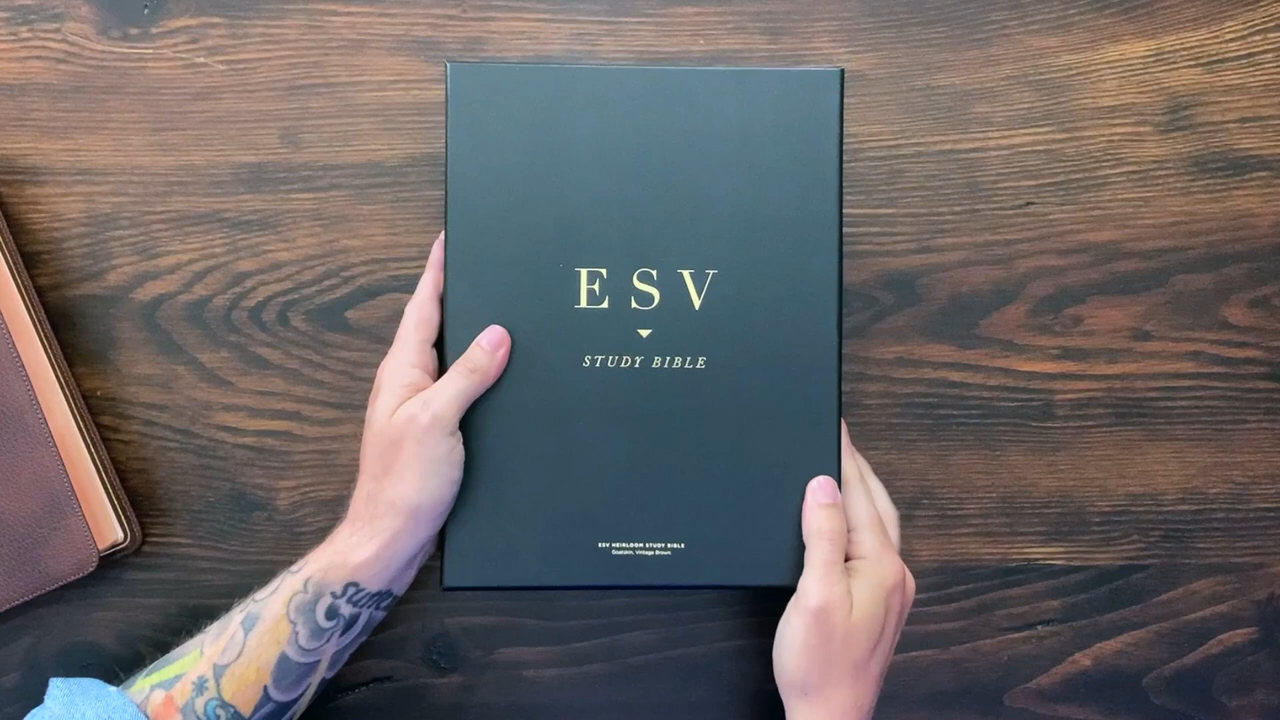 ESV
STUDY BIBLE
ESV HEIRLOOM STUDY BIBLE
Goatskin, Vintage Brown